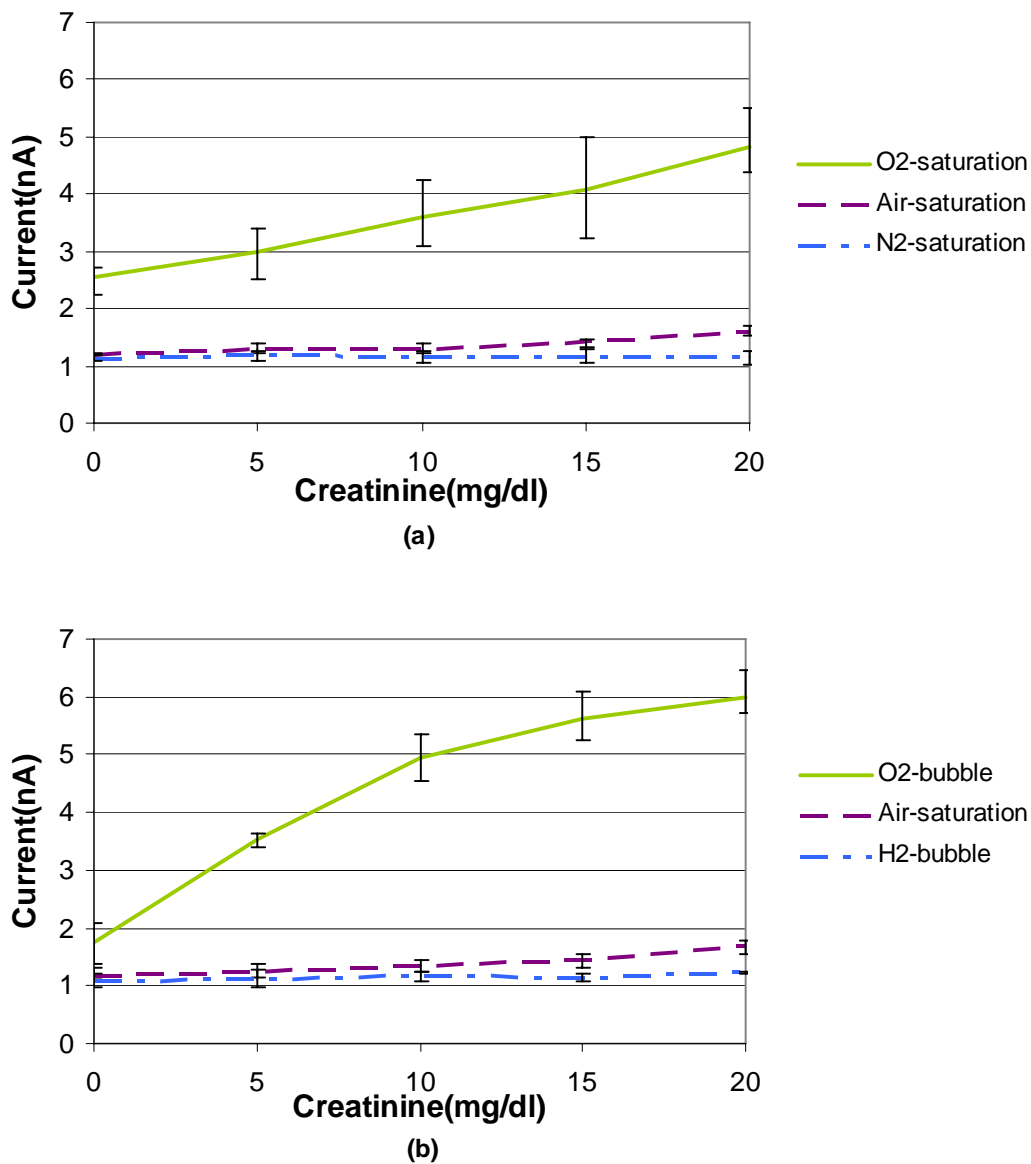 7
6
5
4
3
2
1
0
Current(nA)
0 5 10 15 20
Creatinine(mg/dl)
O2-saturation
Air-saturation
N2-saturation
(a)
7
6
5
4
3
2
1
0
Current(nA)
0 5 10 15 20
Creatinine(mg/dl)
O2-bubble
Air-saturation
H2-bubble
(b)